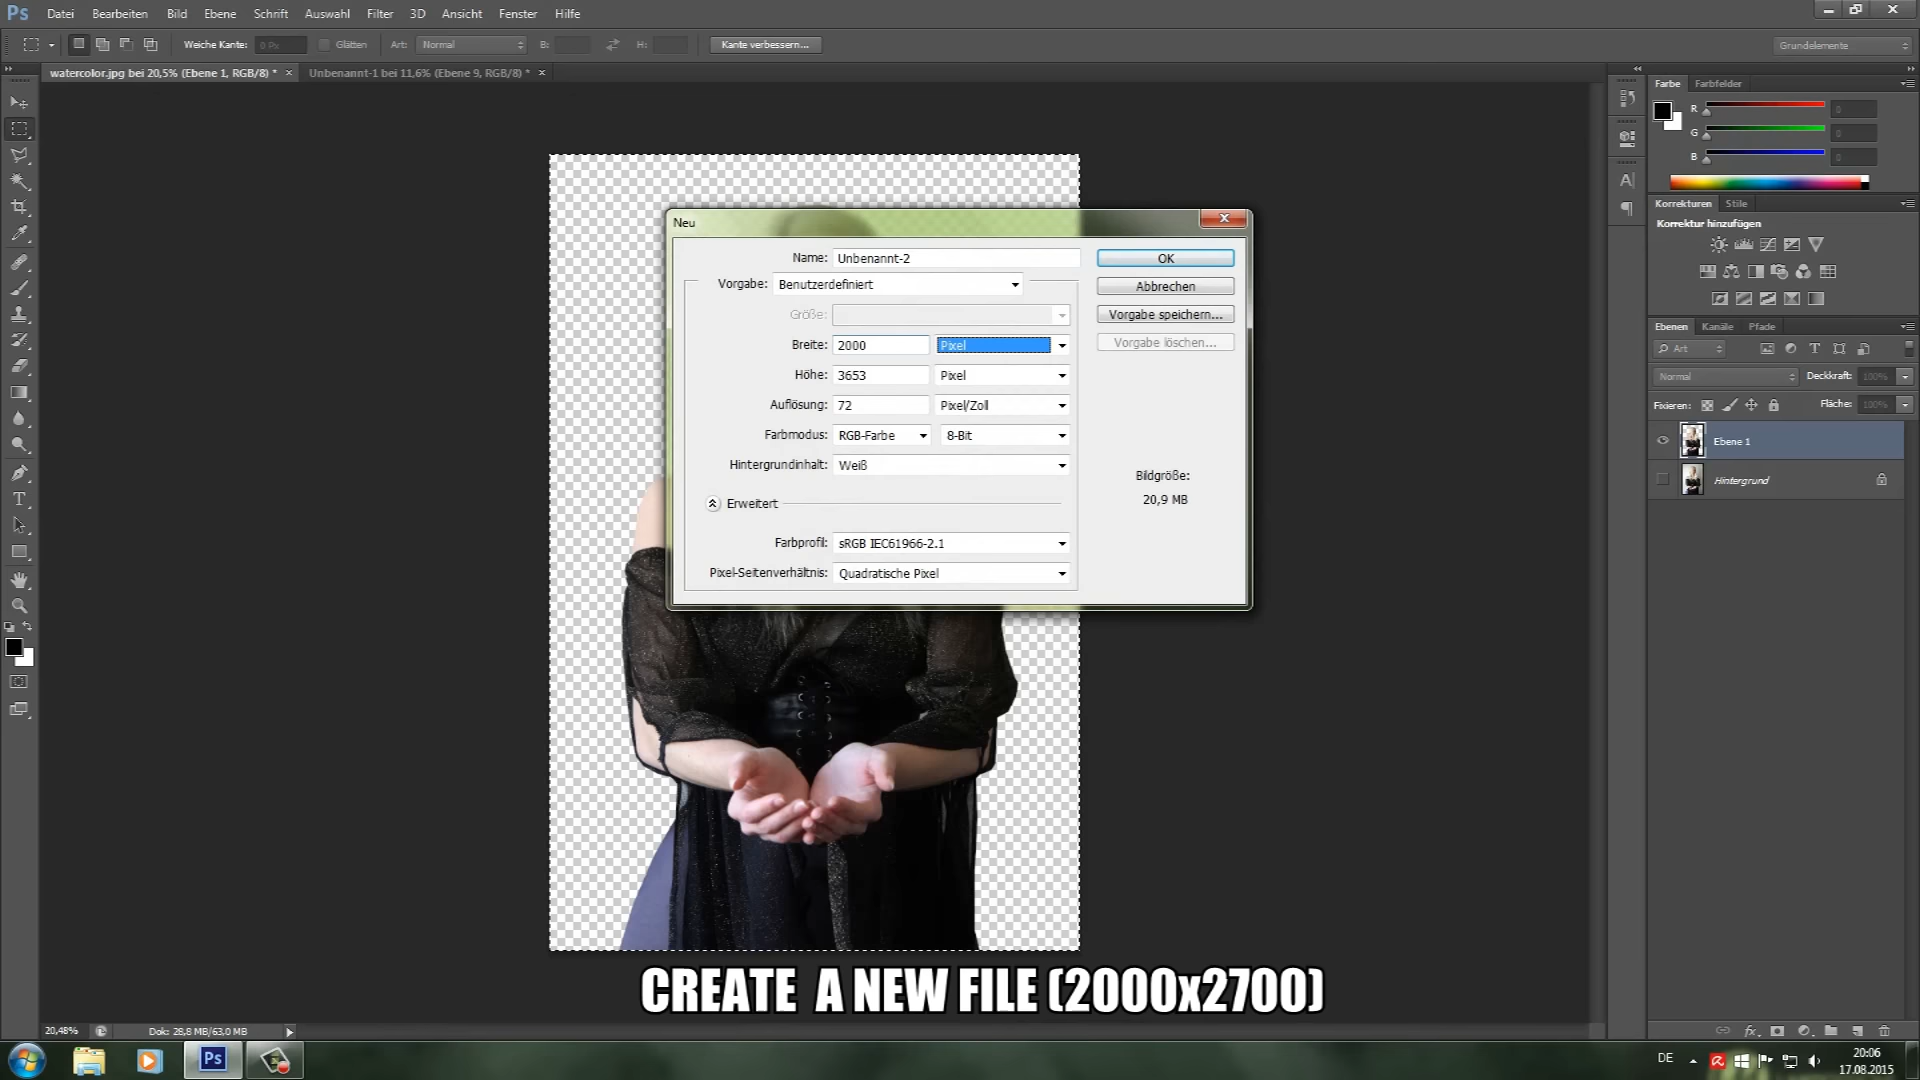 Ps Datei Bearbeiten Bild Ebene Schrift Auswahl Filter 3D Ansicht Fenster Hilfe
Weiche Kante: 0 Px Glätten Art: Normal B: H: Kante verbessern... Grundelemente
watercolor.jpg bei 20,5% (Ebene 1, RGB/8) * Unbenannt-1 bei 11,6% (Ebene 9, RGB/8) *
Farbe Farbfelder
R 0
G 0
B 0
Korrekturen Stile
Korrektur hinzufügen
Ebenen Kanäle Pfade
Art
Normal Deckkraft: 100%
Fixieren: Fläche: 100%
Ebene 1
Hintergrund
Neu
Name: Unbenannt-2 OK
Vorgabe: Benutzerdefiniert Abbrechen
Größe: Vorgabe speichern...
Breite: 2000 Pixel Vorgabe löschen...
Höhe: 3653 Pixel
Auflösung: 72 Pixel/Zoll
Farbmodus: RGB-Farbe 8-Bit
Hintergrundinhalt: Weiß
Bildgröße:
20,9 MB
Erweitert
Farbprofil: sRGB IEC61966-2.1
Pixel-Seitenverhältnis: Quadratische Pixel
CREATE A NEW FILE (2000x2700)
20,48% Dok: 28,8 MB/63,0 MB
Ps DE 20:06
17.08.2015